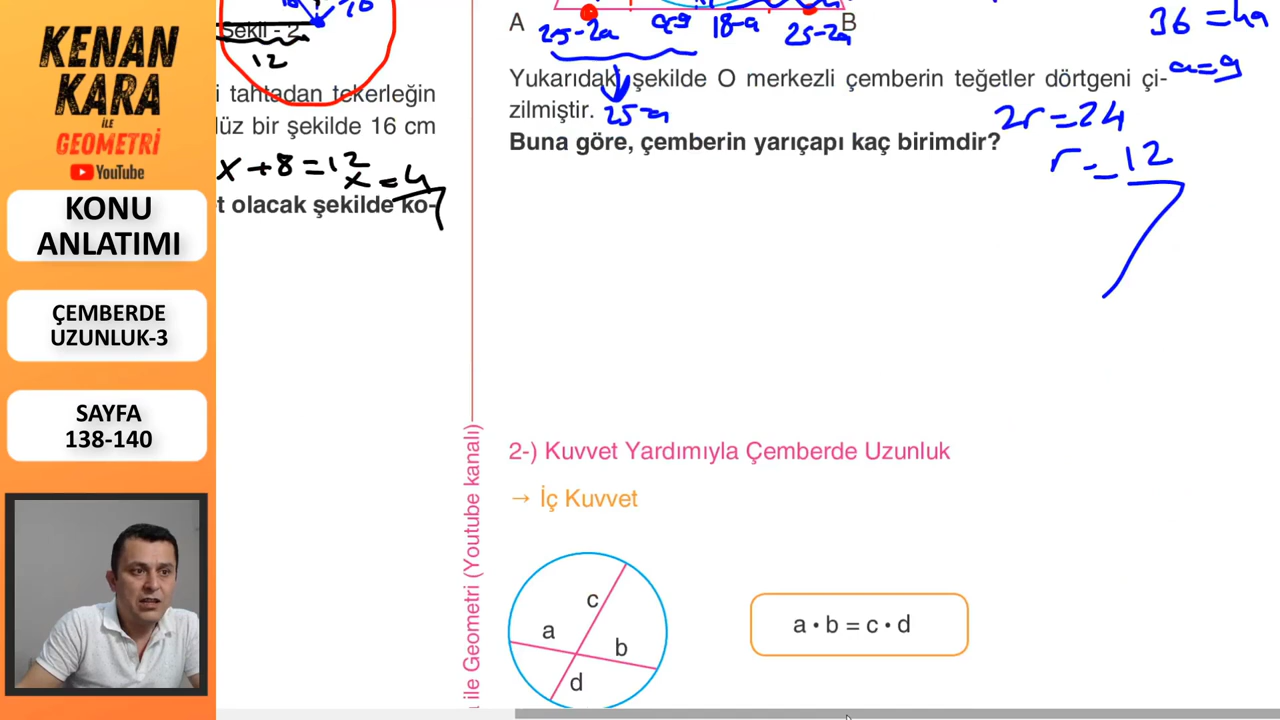 KENAN
KARA
İLE
GEOMETRİ
YouTube
KONU
ANLATIMI
ÇEMBERDE
UZUNLUK-3
SAYFA
138-140
Şekil - 2
12
i tahtadan tekerleğin
lüz bir şekilde 16 cm
x + 8 = 12
x = 4
t olacak şekilde ko-
A
25-2a
a=9
18-a
25-2a
B
36 = 4a
a = 9
Yukarıdaki şekilde O merkezli çemberin teğetler dörtgeni çi-
zilmiştir.
25-a
2r = 24
Buna göre, çemberin yarıçapı kaç birimdir?
r = 12
ile Geometri (Youtube kanalı)
2-) Kuvvet Yardımıyla Çemberde Uzunluk
→ İç Kuvvet
c
a
b
d
a • b = c • d